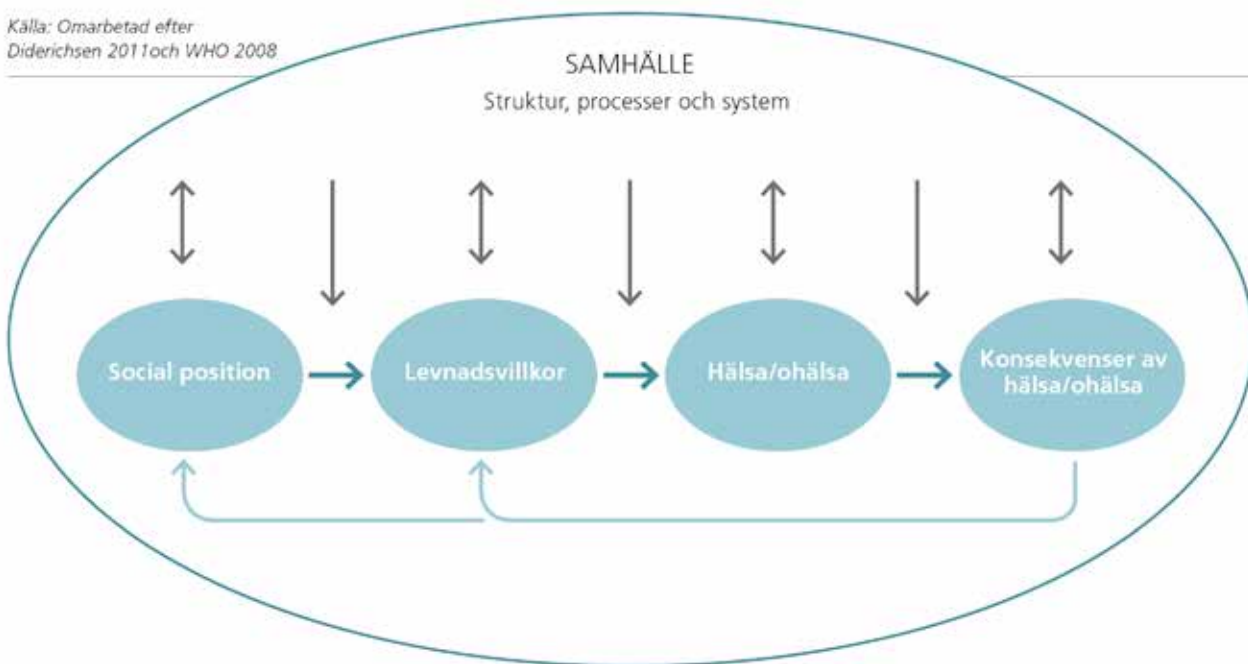 Källa: Omarbetad efter
Diderichsen 2011och WHO 2008
SAMHÄLLE
Struktur, processer och system
Social position
Levnadsvillkor
Hälsa/ohälsa
Konsekvenser av
hälsa/ohälsa